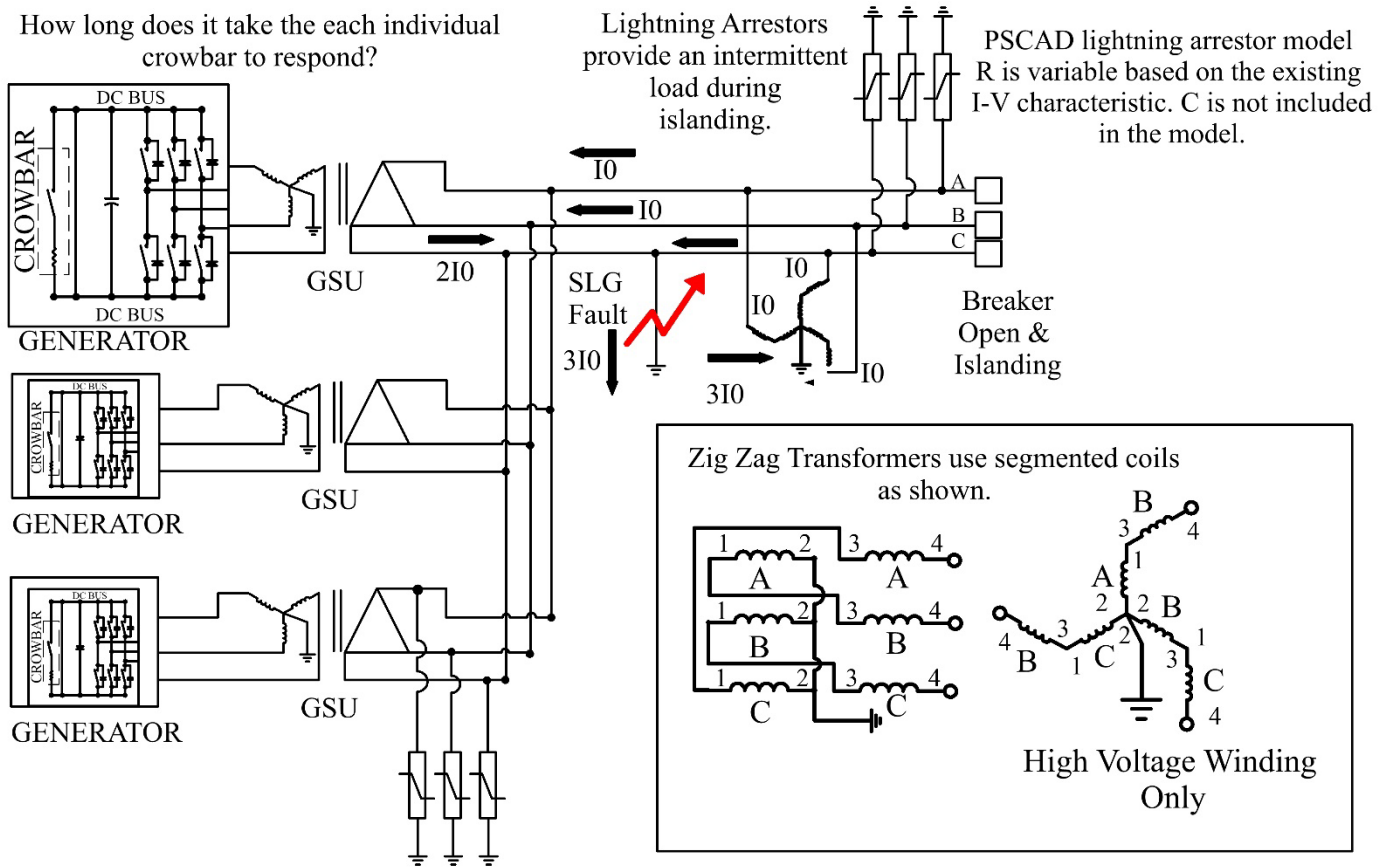 How long does it take the each individual
crowbar to respond?
Lightning Arrestors
provide an intermittent
load during
islanding.
PSCAD lightning arrestor model
R is variable based on the existing
I-V characteristic. C is not included
in the model.
DC BUS
CROWBAR
DC BUS
GENERATOR
GSU
I0
I0
2I0
A
B
C
SLG
Fault
3I0
I0
I0
I0
3I0
Breaker
Open &
Islanding
DC BUS
CROWBAR
GENERATOR
GSU
DC BUS
CROWBAR
GENERATOR
GSU
Zig Zag Transformers use segmented coils
as shown.
1 2 3 4
A A
1 2 3 4
B B
1 2 3 4
C C
B
3 4
1
A
2 2 B
4 3 2 1
B 1 C 3
C
4
High Voltage Winding
Only